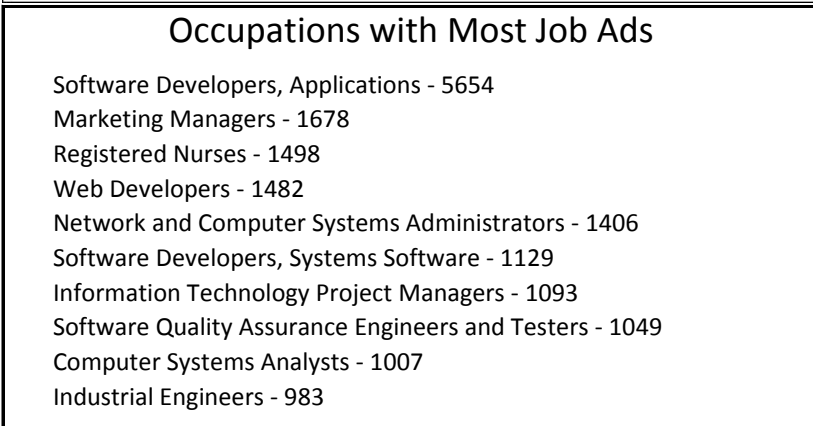 Occupations with Most Job Ads
Software Developers, Applications - 5654
Marketing Managers - 1678
Registered Nurses - 1498
Web Developers - 1482
Network and Computer Systems Administrators - 1406
Software Developers, Systems Software - 1129
Information Technology Project Managers - 1093
Software Quality Assurance Engineers and Testers - 1049
Computer Systems Analysts - 1007
Industrial Engineers - 983